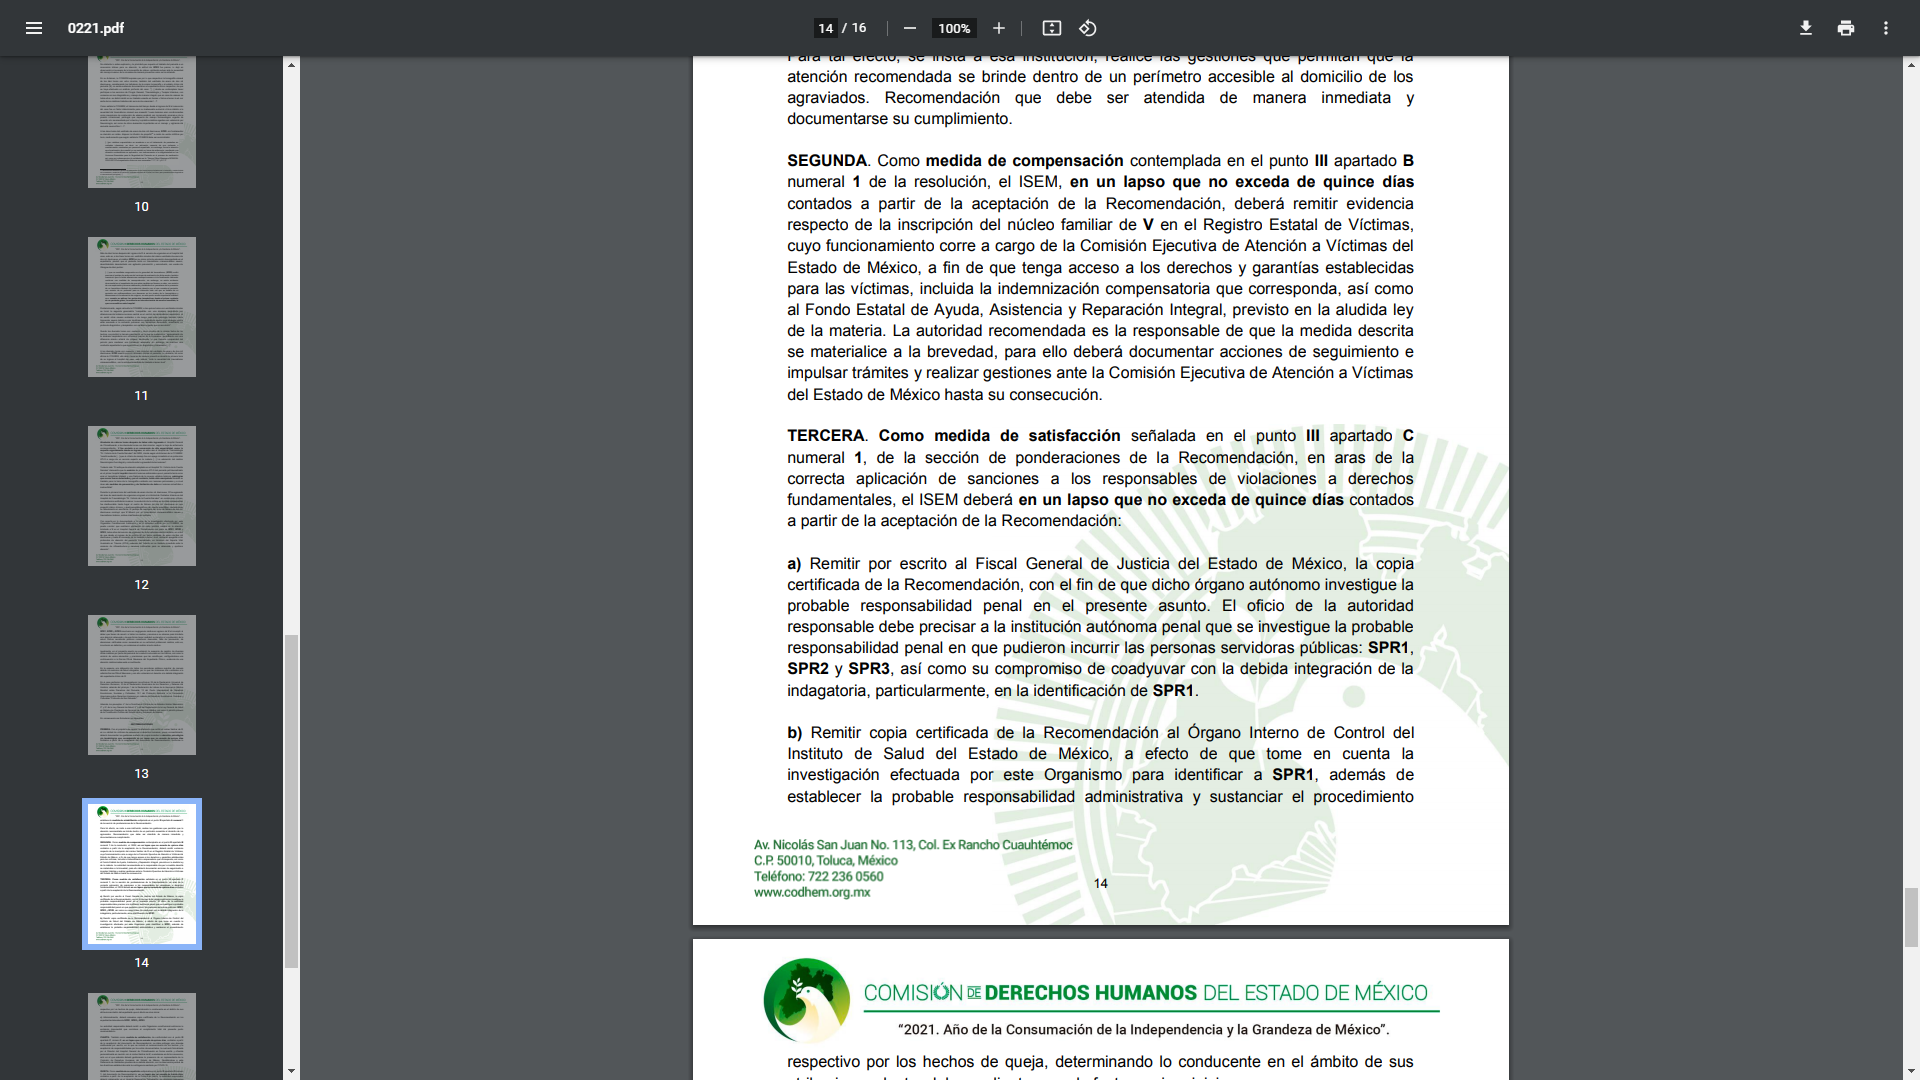 0221.pdf
14 / 16
100%
10
11
12
13
14
Para tal efecto, se insta a esa institución, realice las gestiones que permitan que la
atención recomendada se brinde dentro de un perímetro accesible al domicilio de los
agraviados. Recomendación que debe ser atendida de manera inmediata y
documentarse su cumplimiento.
SEGUNDA. Como medida de compensación contemplada en el punto III apartado B
numeral 1 de la resolución, el ISEM, en un lapso que no exceda de quince días
contados a partir de la aceptación de la Recomendación, deberá remitir evidencia
respecto de la inscripción del núcleo familiar de V en el Registro Estatal de Víctimas,
cuyo funcionamiento corre a cargo de la Comisión Ejecutiva de Atención a Víctimas del
Estado de México, a fin de que tenga acceso a los derechos y garantías establecidas
para las víctimas, incluida la indemnización compensatoria que corresponda, así como
al Fondo Estatal de Ayuda, Asistencia y Reparación Integral, previsto en la aludida ley
de la materia. La autoridad recomendada es la responsable de que la medida descrita
se materialice a la brevedad, para ello deberá documentar acciones de seguimiento e
impulsar trámites y realizar gestiones ante la Comisión Ejecutiva de Atención a Víctimas
del Estado de México hasta su consecución.
TERCERA. Como medida de satisfacción señalada en el punto III apartado C
numeral 1, de la sección de ponderaciones de la Recomendación, en aras de la
correcta aplicación de sanciones a los responsables de violaciones a derechos
fundamentales, el ISEM deberá en un lapso que no exceda de quince días contados
a partir de la aceptación de la Recomendación:
a) Remitir por escrito al Fiscal General de Justicia del Estado de México, la copia
certificada de la Recomendación, con el fin de que dicho órgano autónomo investigue la
probable responsabilidad penal en el presente asunto. El oficio de la autoridad
responsable debe precisar a la institución autónoma penal que se investigue la probable
responsabilidad penal en que pudieron incurrir las personas servidoras públicas: SPR1,
SPR2 y SPR3, así como su compromiso de coadyuvar con la debida integración de la
indagatoria, particularmente, en la identificación de SPR1.
b) Remitir copia certificada de la Recomendación al Órgano Interno de Control del
Instituto de Salud del Estado de México, a efecto de que tome en cuenta la
investigación efectuada por este Organismo para identificar a SPR1, además de
establecer la probable responsabilidad administrativa y sustanciar el procedimiento
Av. Nicolás San Juan No. 113, Col. Ex Rancho Cuauhtémoc
C.P. 50010, Toluca, México
Teléfono: 722 236 0560
www.codhem.org.mx
14
COMISIÓN DE DERECHOS HUMANOS DEL ESTADO DE MÉXICO
“2021. Año de la Consumación de la Independencia y la Grandeza de México”.
respectivo por los hechos de queja, determinando lo conducente en el ámbito de sus